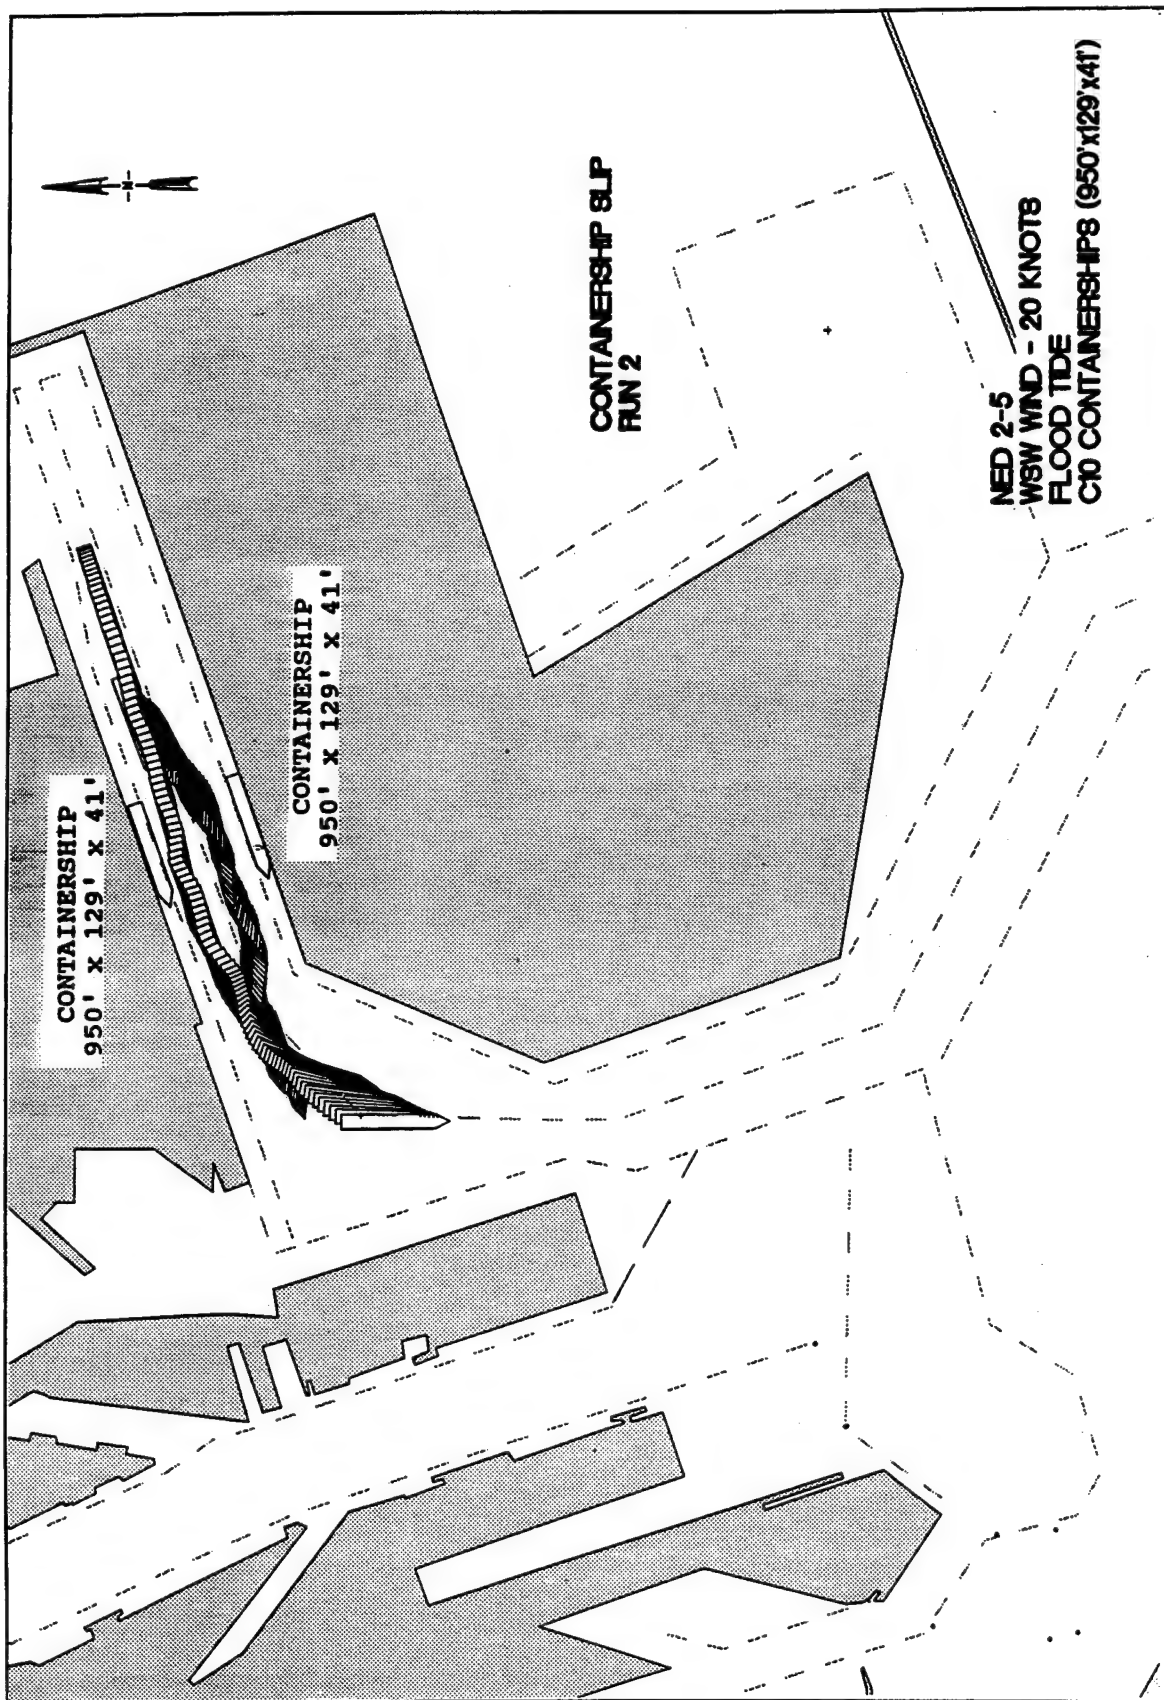 CONTAINERSHIP
950' x 129' x 41'
CONTAINERSHIP
950' x 129' x 41'
CONTAINERSHIP SLIP
RUN 2
NED 2-5
WSW WIND - 20 KNOTS
FLOOD TIDE
C10 CONTAINERSHIPS (950'x129'x41')
-N-